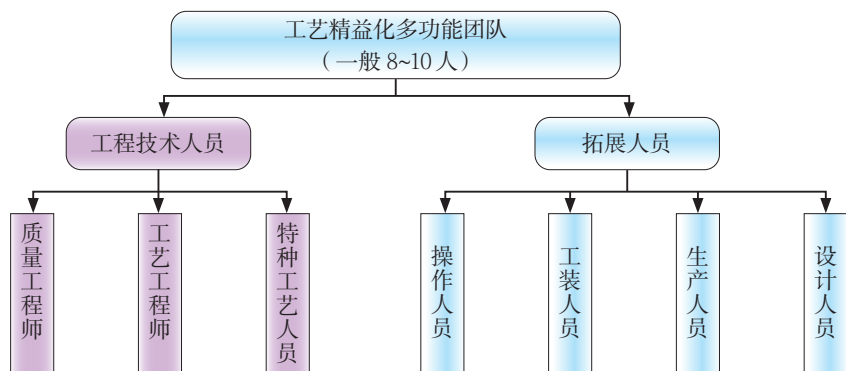 工艺精益化多功能团队
（一般 8~10 人）
工程技术人员
拓展人员
质量工程师
工艺工程师
特种工艺人员
操作人员
工装人员
生产人员
设计人员